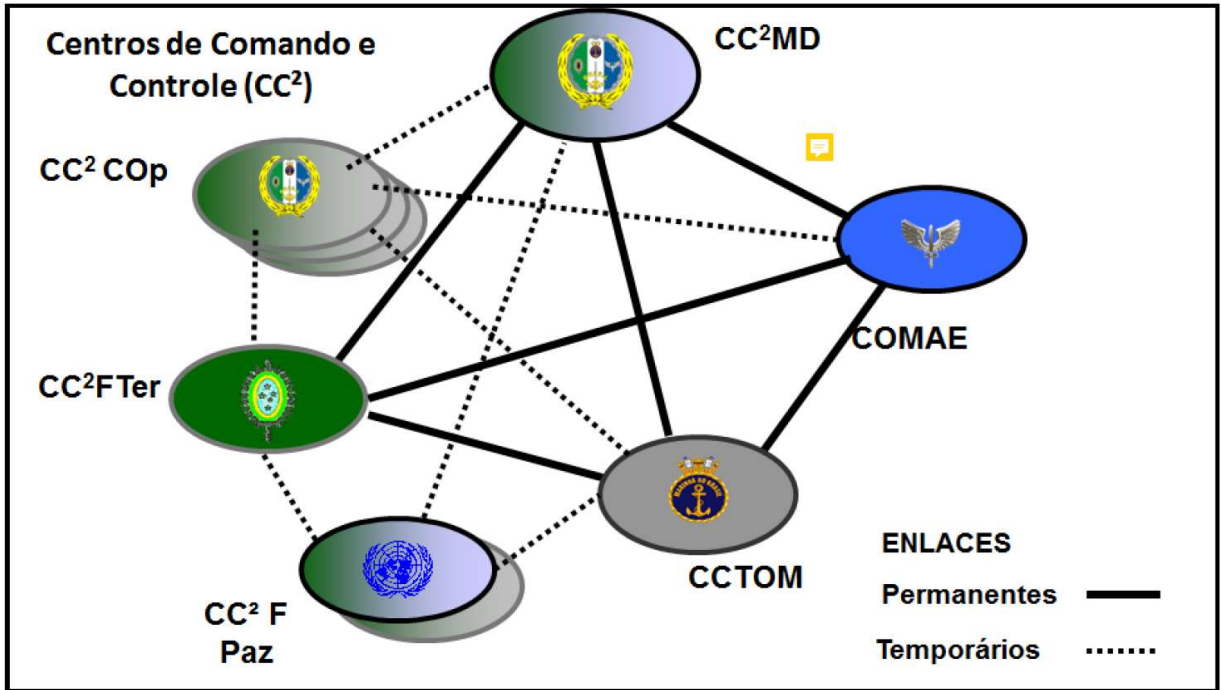 Centros de Comando e
Controle (CC²)
CC²MD
CC² COp
COMAE
CC²FTer
CCTOM
CC² F
Paz
ENLACES
Permanentes
Temporários